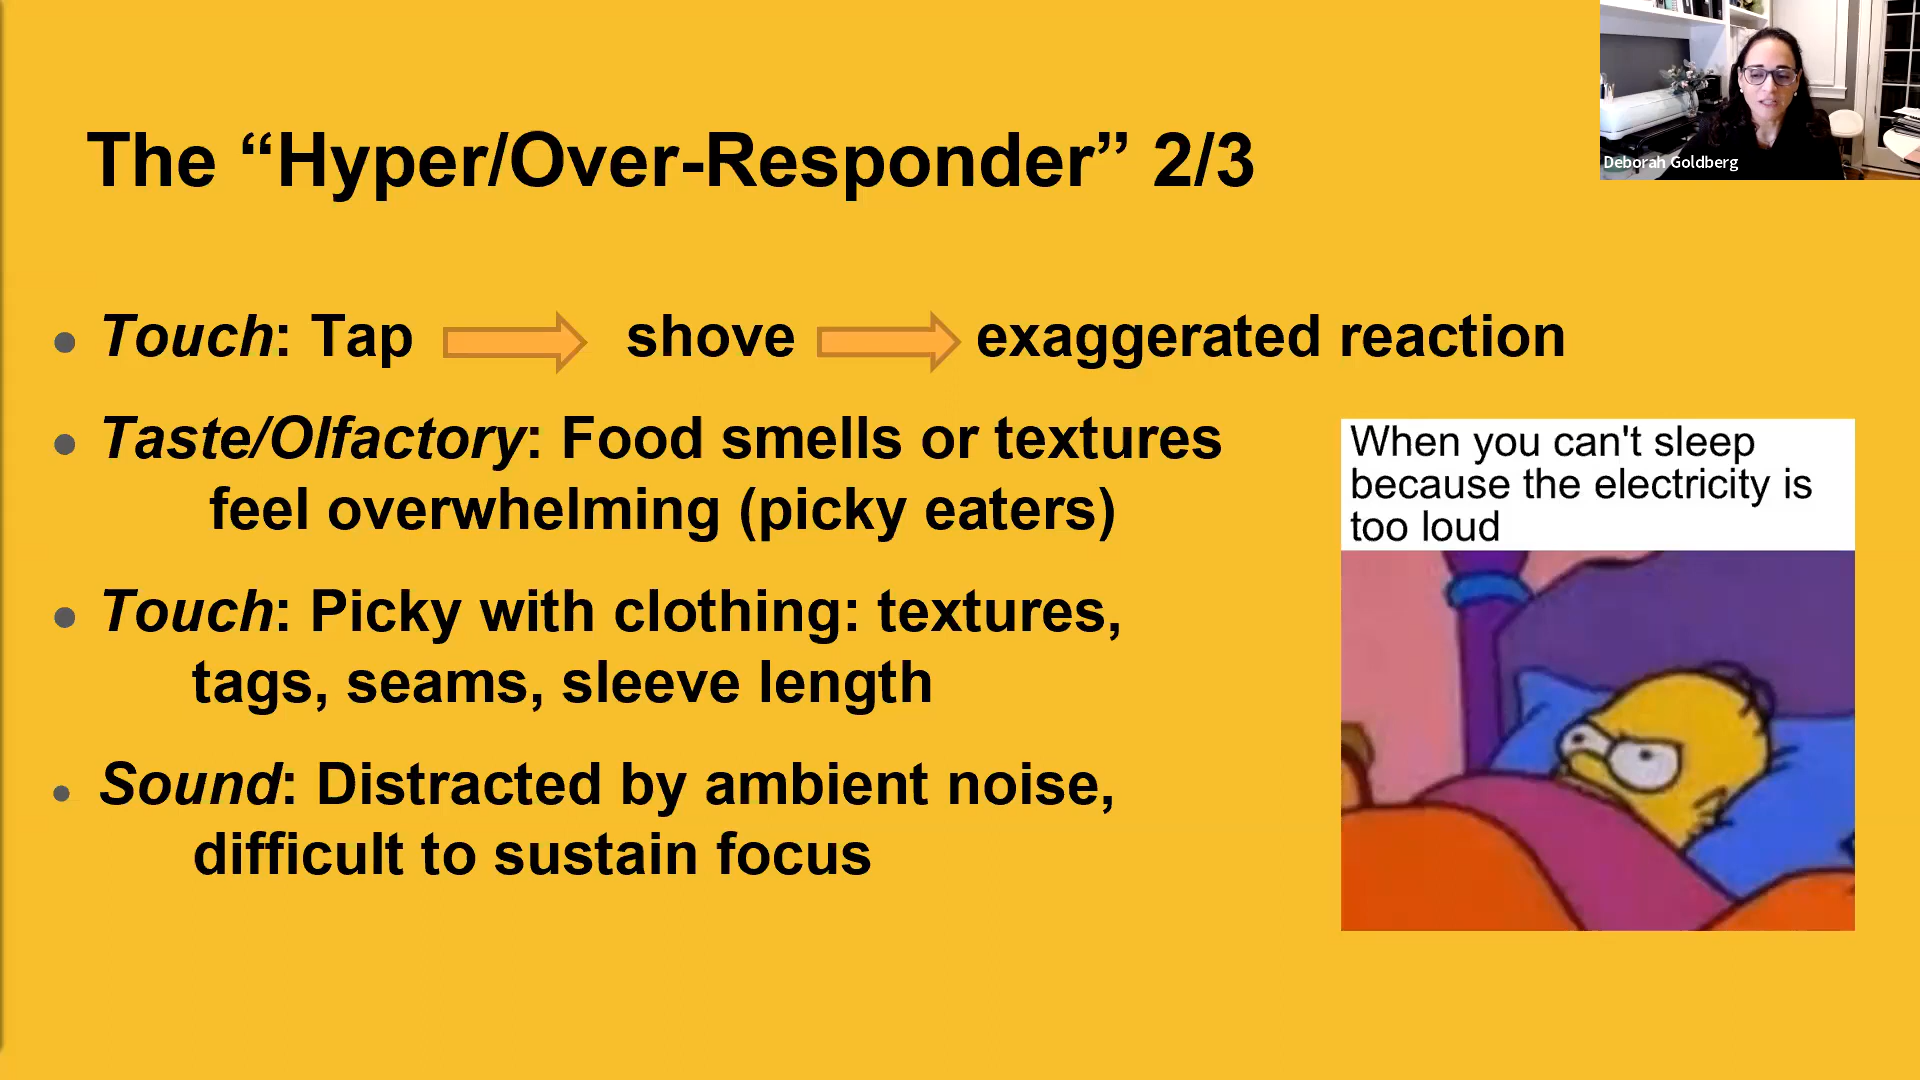 Deborah Goldberg
The “Hyper/Over-Responder” 2/3
• Touch: Tap shove exaggerated reaction
• Taste/Olfactory: Food smells or textures
feel overwhelming (picky eaters)
• Touch: Picky with clothing: textures,
tags, seams, sleeve length
• Sound: Distracted by ambient noise,
difficult to sustain focus
When you can't sleep
because the electricity is
too loud